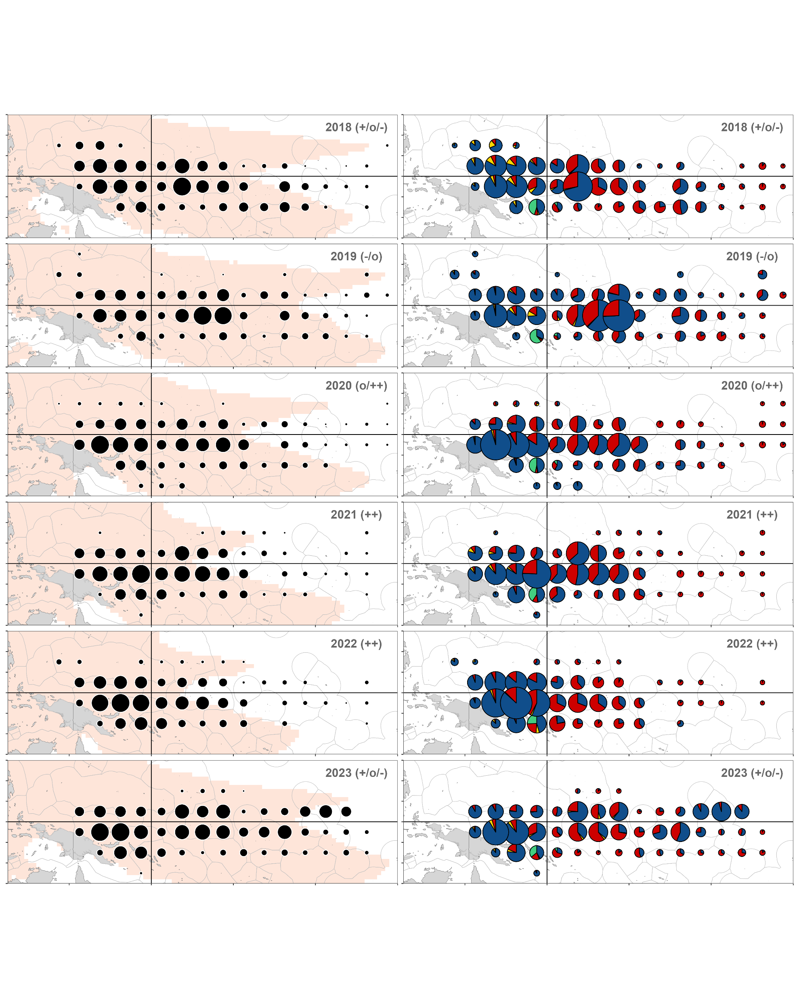 2018 (+/o/-)
2018 (+/o/-)
2019 (-/o)
2019 (-/o)
2020 (o/++)
2020 (o/++)
2021 (++)
2021 (++)
2022 (++)
2022 (++)
2023 (+/o/-)
2023 (+/o/-)